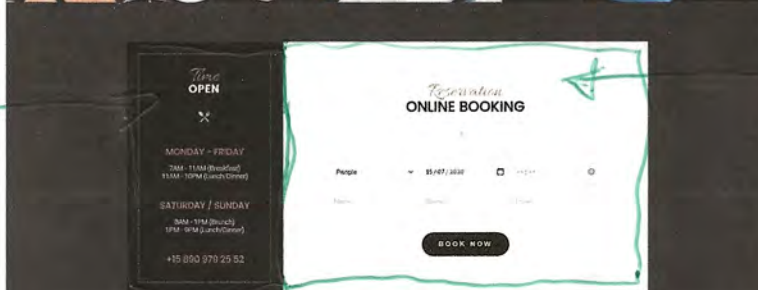 Time
OPEN
MONDAY - FRIDAY
7AM - 11AM (Breakfast)
11AM - 10PM (Lunch/Dinner)
SATURDAY / SUNDAY
8AM - 1PM (Brunch)
1PM - 9PM (Lunch/Dinner)
+15 890 979 25 52
Reservation
ONLINE BOOKING
People 15/07/2020 --:--
BOOK NOW